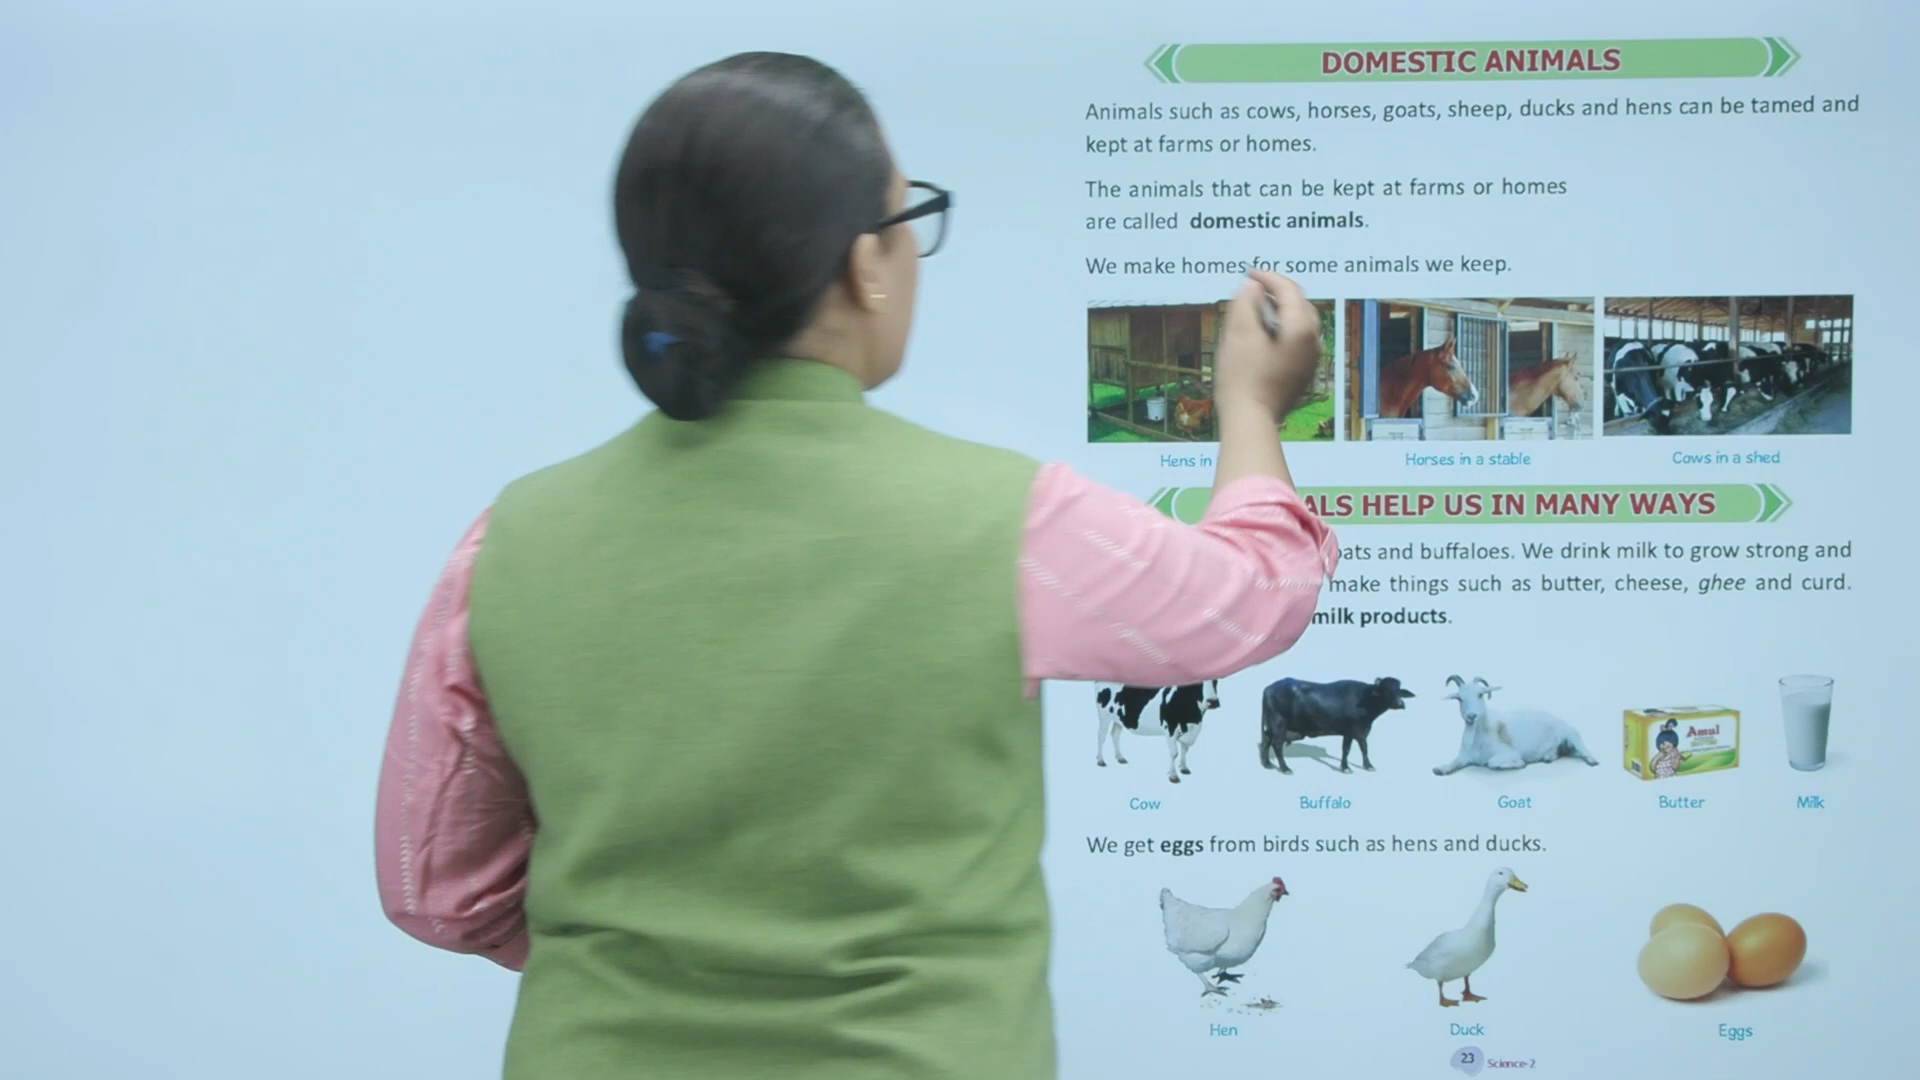 DOMESTIC ANIMALS
Animals such as cows, horses, goats, sheep, ducks and hens can be tamed and
kept at farms or homes.
The animals that can be kept at farms or homes
are called domestic animals.
We make homes for some animals we keep.
Hens in
Horses in a stable
Cows in a shed
HELP US IN MANY WAYS
and buffaloes. We drink milk to grow strong and
make things such as butter, cheese, ghee and curd.
milk products.
Amul
Cow
Buffalo
Goat
Butter
Milk
We get eggs from birds such as hens and ducks.
Hen
Duck
Eggs
23 Science-2